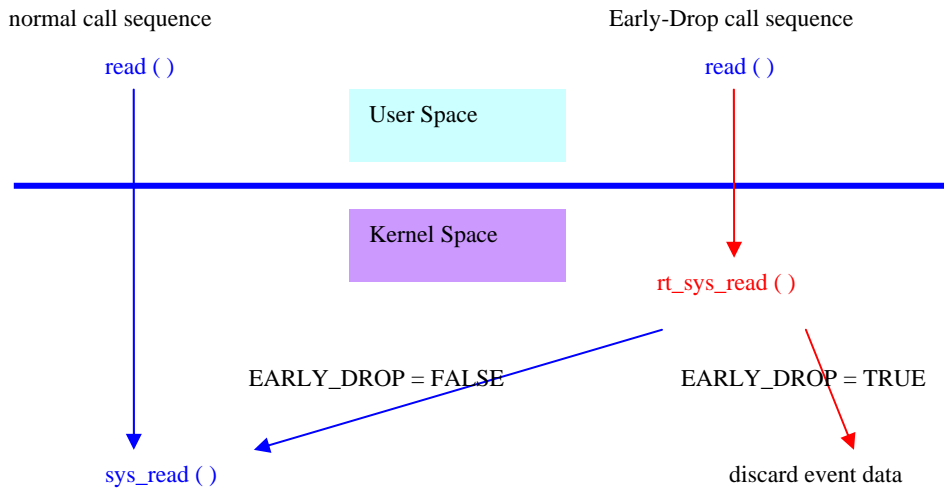 normal call sequence
Early-Drop call sequence
read ( )
read ( )
User Space
Kernel Space
rt_sys_read ( )
EARLY_DROP = FALSE
EARLY_DROP = TRUE
sys_read ( )
discard event data